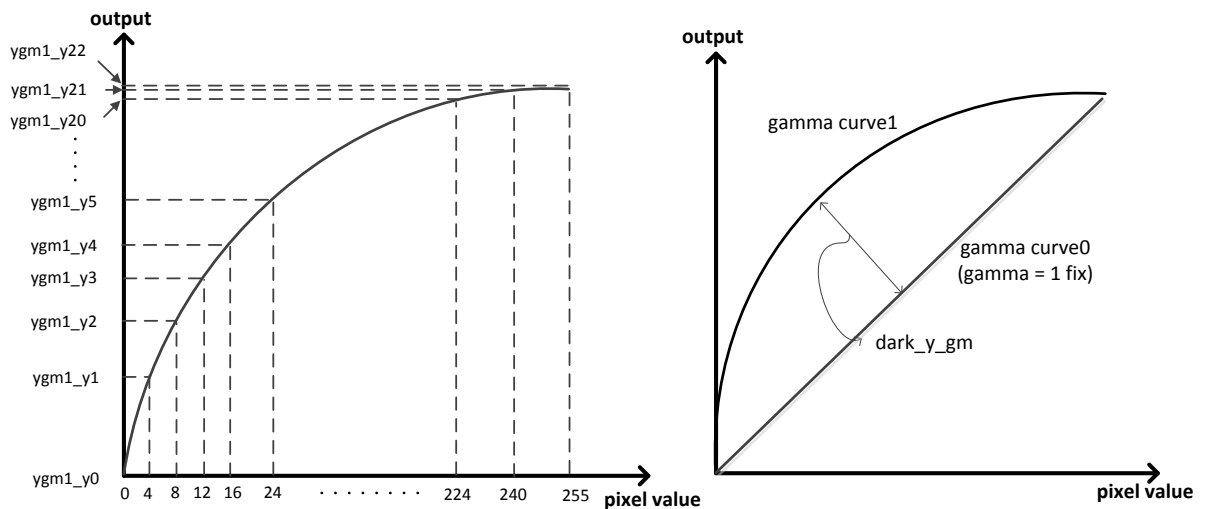 output
ygm1_y22
ygm1_y21
ygm1_y20
. . . . . .
ygm1_y5
ygm1_y4
ygm1_y3
ygm1_y2
ygm1_y1
ygm1_y0
0 4 8 12 16 24 . . . . . . . . . 224 240 255
pixel value
output
gamma curve1
gamma curve0
(gamma = 1 fix)
dark_y_gm
pixel value